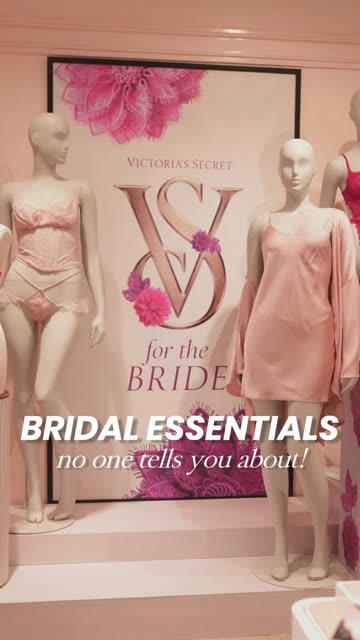 VICTORIA'S SECRET
VS
for the
BRIDE
BRIDAL ESSENTIALS
no one tells you about!